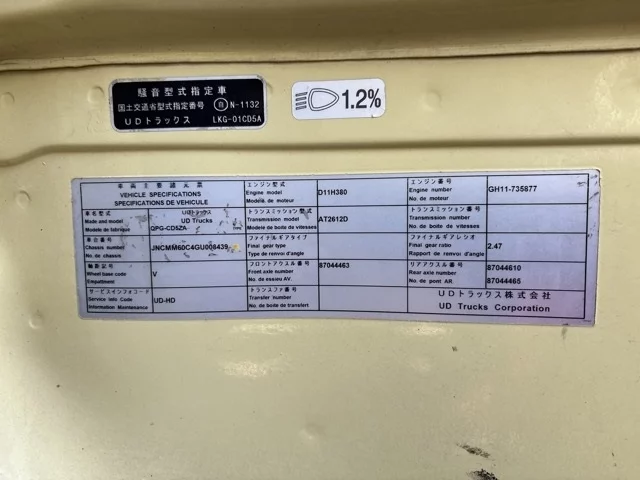 騒音型式指定車
国土交通省型式指定番号 自 N-1132
UDトラックス LKG-01CD5A
1.2%
車両主要諸元表
VEHICLE SPECIFICATIONS
SPECIFICATIONS DE VEHICULE
エンジン型式
Engine model
Modelé de moteur
D11H380
エンジン番号
Engine number
No. de moteur
GH11-735877
車名型式
Made and model
Modele de fabrique
UDトラックス
UD Trucks
QPG-CD5ZA
トランスミッション型式
Transmission model
Modelé de boite de vitesses
AT2612D
トランスミッション番号
Transmission number
No. de boite de vitesses
車台番号
Chassis number
No. de chassis
JNCMM60C4GU008439
ファイナルギアタイプ
Final gear type
Type de renvoi d'angle
ファイナルギアレシオ
Final gear ratio
Rapport de renvoi d'angle
2.47
軸距記号
Wheel base code
Empattment
V
フロントアクスル番号
Front axle number
No. de essieu AV.
87044463
リアアクスル番号
Rear axle number
No. de pont AR
87044610
87044465
サービスインフォコード
Service info Code
Information Maintenance
UD-HD
トランスファ番号
Transfer number
No. de boite de transfert
UDトラックス株式会社
UD Trucks Corporation